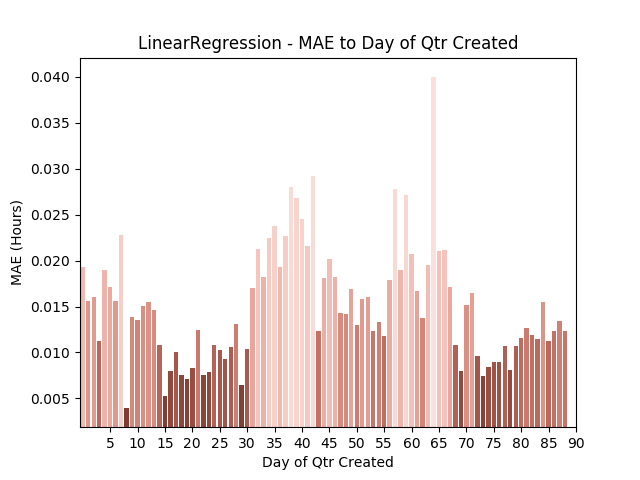 LinearRegression - MAE to Day of Qtr Created
0.040
0.035
0.030
0.025
0.020
0.015
0.010
0.005
MAE (Hours)
5 10 15 20 25 30 35 40 45 50 55 60 65 70 75 80 85 90
Day of Qtr Created